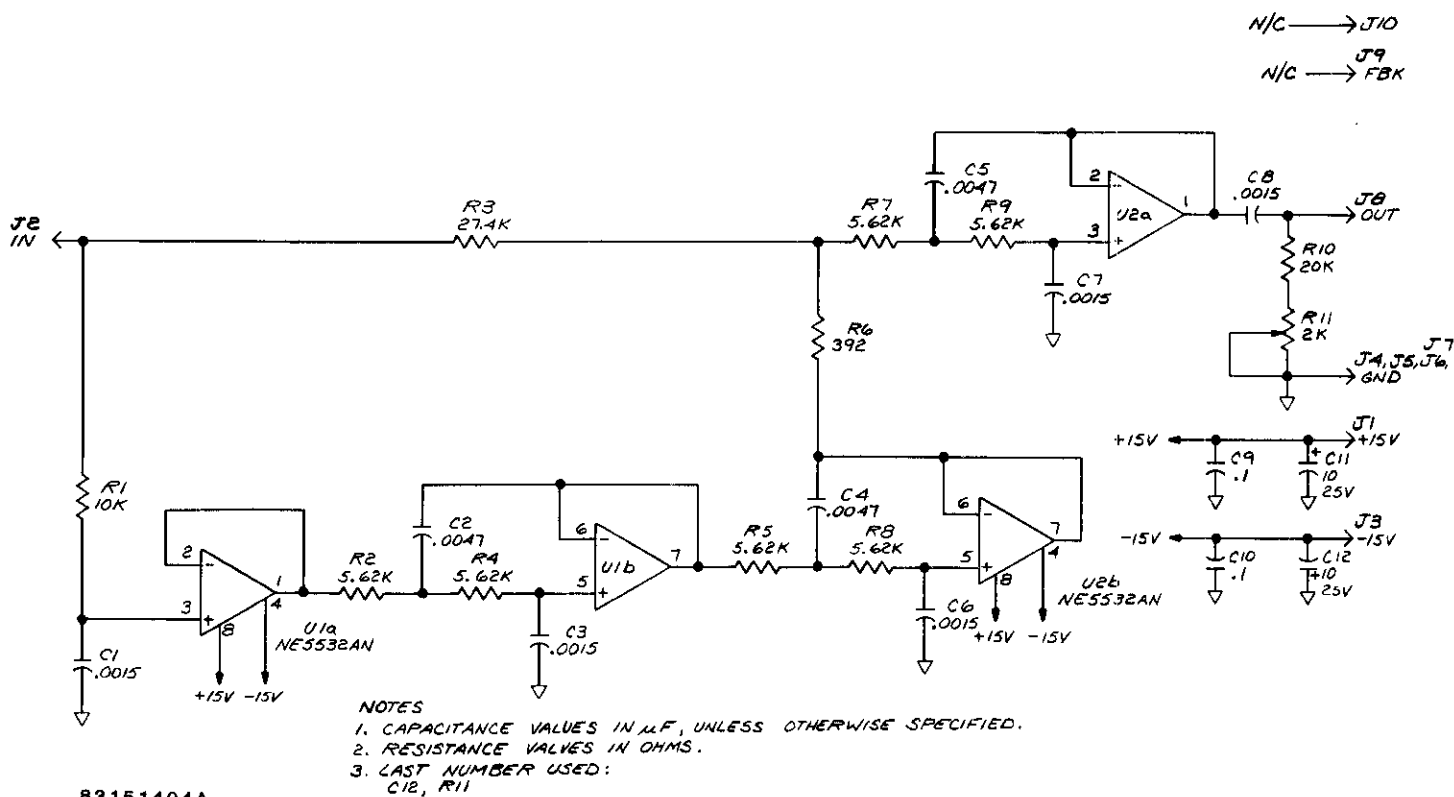 N/C J10
J9
N/C FBK
C5
.0047
2
U2a
1
3
C8
.0015
J8
OUT
J2
IN
R3
27.4K
R7
5.62K
R9
5.62K
C7
.0015
R10
20K
R11
2K
R6
392
J7
J4, J5, J6,
GND
J1
+15V +15V
C9
.1
+
C11
10
25V
J3
-15V -15V
C10
.1
C12
+10
25V
R1
10K
2
1
4
3
8
U1a
NE5532AN
+15V -15V
C1
.0015
R2
5.62K
C2
.0047
R4
5.62K
6
7
U1b
5
C3
.0015
R5
5.62K
C4
.0047
R8
5.62K
6
7
4
5
8
U2b
NE5532AN
C6
.0015
+15V -15V
NOTES
1. CAPACITANCE VALUES IN µF, UNLESS OTHERWISE SPECIFIED.
2. RESISTANCE VALUES IN OHMS.
3. LAST NUMBER USED:
C12, R11